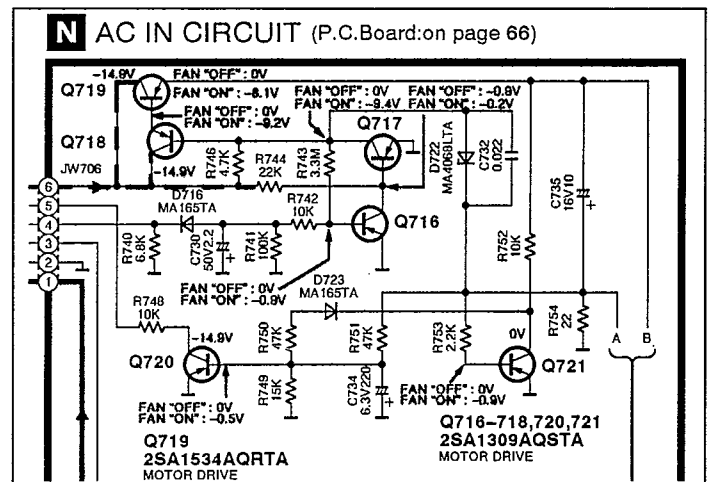 N AC IN CIRCUIT (P.C.Board:on page 66)
-14.9V
FAN "OFF" : 0V
Q719
FAN "ON" : -6.1V
FAN "OFF" : 0V
FAN "ON" : -9.2V
FAN "OFF" : 0V
FAN "ON" : -9.4V
FAN "OFF" : -0.9V
FAN "ON" : -0.2V
Q718
Q717
-14.9V
R746
4.7K
R744
22K
R743
3.3M
D722
MA4068LTA
C732
0.022
C735
16V10
+
JW706
6
5
4
3
2
1
D716
MA165TA
R742
10K
Q716
R740
6.8K
C730
50V2.2
+
R741
100K
R752
10K
FAN "OFF" : 0V
FAN "ON" : -0.9V
D723
MA165TA
R748
10K
-14.9V
R750
47K
R751
47K
R753
2.2K
0V
R754
22
A
B
Q720
Q721
R749
15K
C734
6.3V220
+
FAN "OFF" : 0V
FAN "ON" : -0.9V
FAN "OFF" : 0V
FAN "ON" : -0.5V
Q716-718,720,721
2SA1309AQSTA
MOTOR DRIVE
Q719
2SA1534AQRTA
MOTOR DRIVE